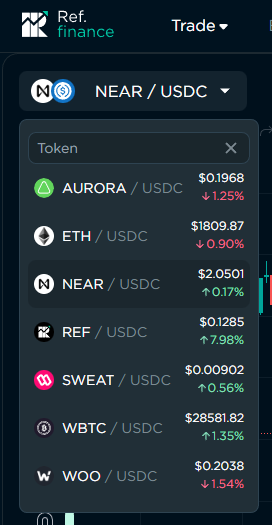 Ref.
finance
Trade
NEAR / USDC
Token
AURORA / USDC $0.1968
↓1.25%
ETH / USDC $1809.87
↓0.90%
NEAR / USDC $2.0501
↑0.17%
REF / USDC $0.1285
↑7.98%
SWEAT / USDC $0.00902
↑0.56%
WBTC / USDC $28581.82
↑1.35%
WOO / USDC $0.2038
↓1.54%